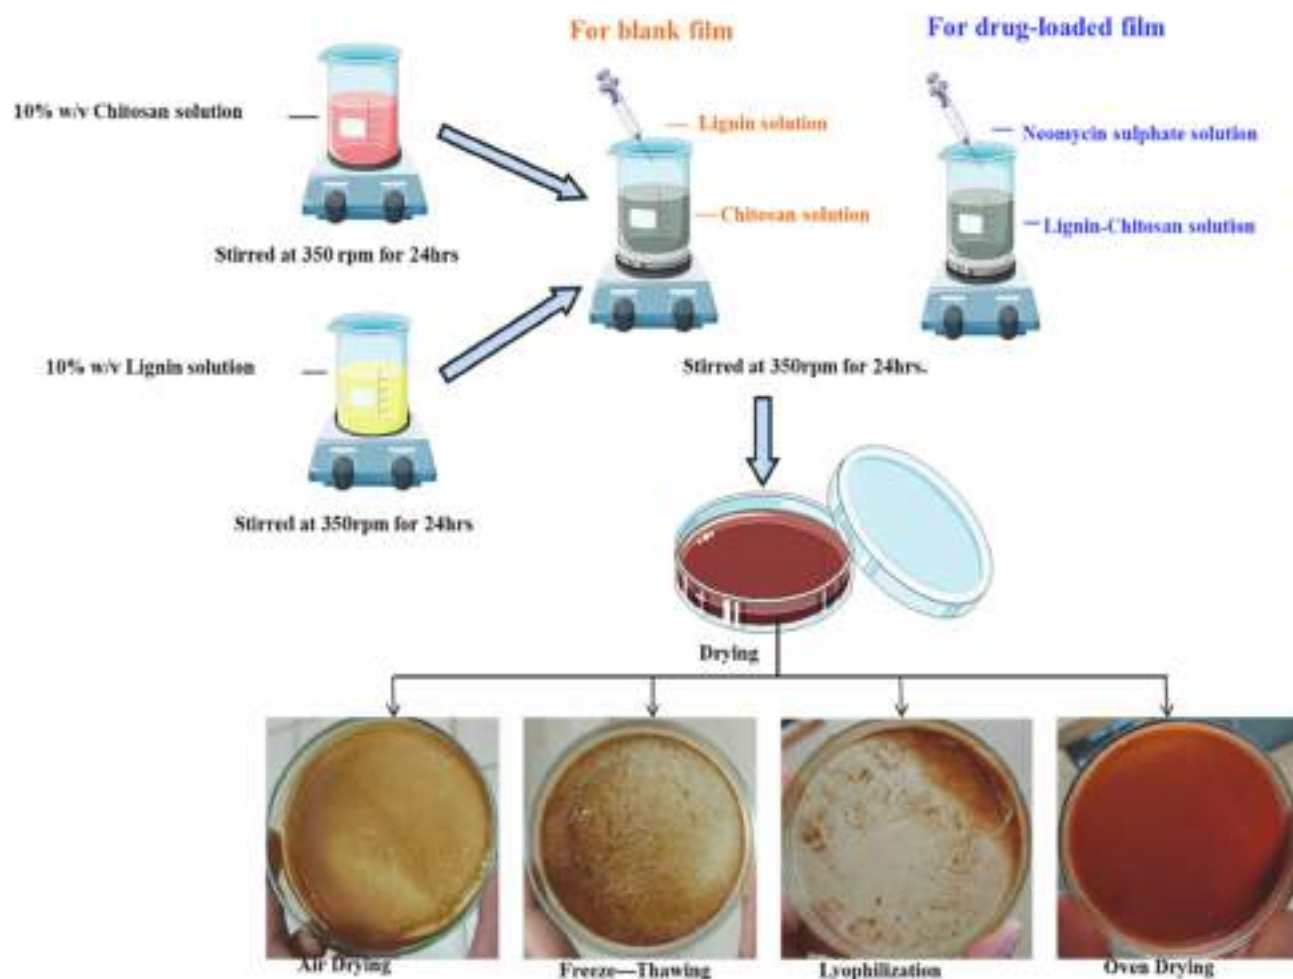 For blank film
For drug-loaded film
10% w/v Chitosan solution
Lignin solution
Neomycin sulphate solution
Chitosan solution
Lignin-Chitosan solution
Stirred at 350 rpm for 24hrs
10% w/v Lignin solution
Stirred at 350rpm for 24hrs.
Stirred at 350rpm for 24hrs
Drying
Air Drying
Freeze—Thawing
Lyophilization
Oven Drying